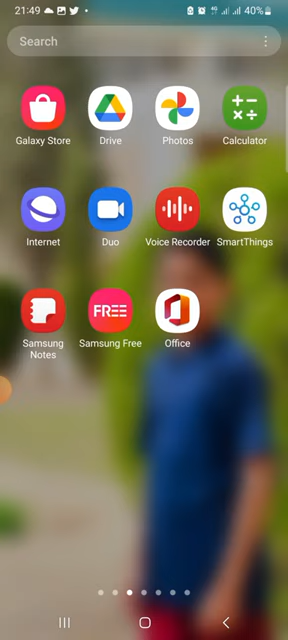 21:49
4G
40%
Search
Galaxy Store
Drive
Photos
Calculator
Internet
Duo
Voice Recorder
SmartThings
FREE
Samsung Notes
Samsung Free
Office